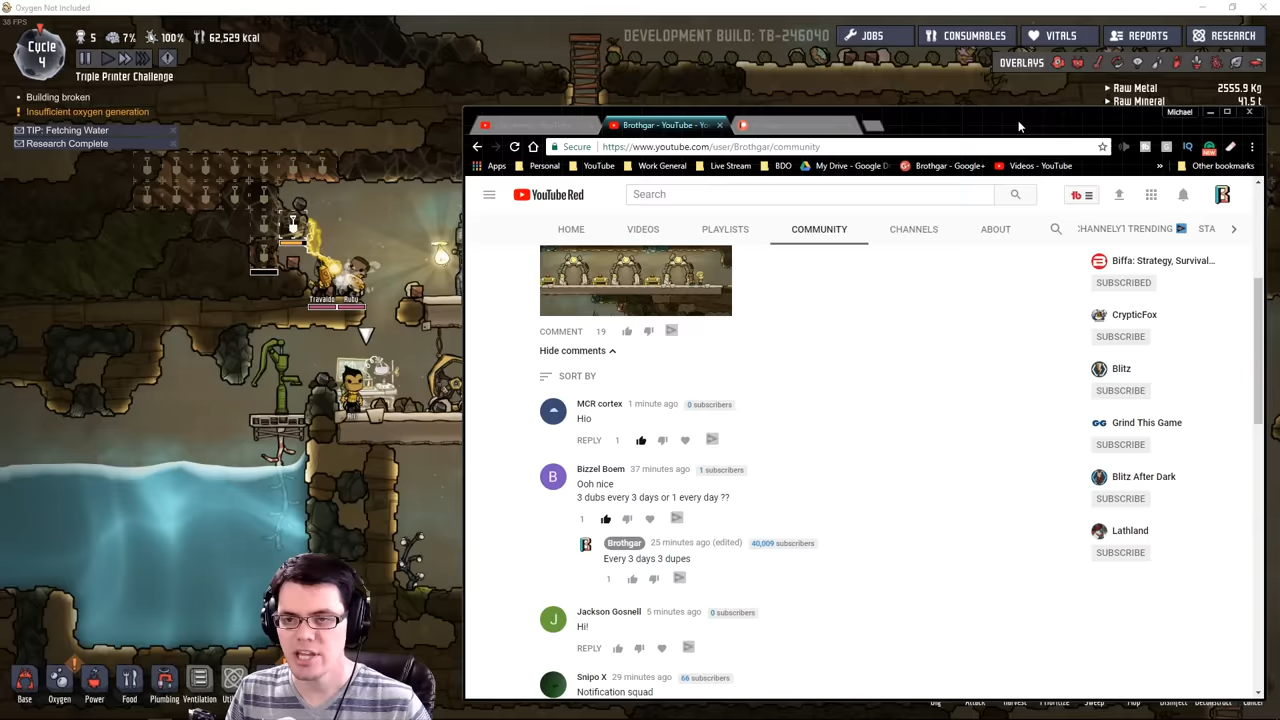 Oxygen Not Included
38 FPS
Cycle
4
5
7%
100%
62,529 kcal
Triple Printer Challenge
DEVELOPMENT BUILD: TB-246040
JOBS
CONSUMABLES
VITALS
REPORTS
RESEARCH
OVERLAYS
Raw Metal 2555.9 Kg
Raw Mineral 41.5 t
• Building broken
! Insufficient oxygen generation
TIP: Fetching Water
Research Complete
Travaldo
Ruby
Michael
Brothgar - YouTube - Yo
Secure
https://www.youtube.com/user/Brothgar/community
Apps
Personal
YouTube
Work General
Live Stream
BDO
My Drive - Google D
Brothgar - Google+
Videos - YouTube
»
Other bookmarks
YouTube Red
Search
HOME
VIDEOS
PLAYLISTS
COMMUNITY
CHANNELS
ABOUT
TRENDING
STA
COMMENT 19
Hide comments
SORT BY
MCR cortex 1 minute ago 0 subscribers
Hio
REPLY 1
Bizzel Boem 37 minutes ago 1 subscribers
Ooh nice
3 dubs every 3 days or 1 every day ??
1
Brothgar 25 minutes ago (edited) 40,009 subscribers
Every 3 days 3 dupes
1
Jackson Gosnell 5 minutes ago 0 subscribers
Hi!
REPLY
Snipo X 29 minutes ago 66 subscribers
Notification squad
Biffa: Strategy, Survival...
SUBSCRIBED
CrypticFox
SUBSCRIBE
Blitz
SUBSCRIBE
Grind This Game
SUBSCRIBE
Blitz After Dark
SUBSCRIBE
Lathland
SUBSCRIBE
Base
Oxygen
Power
Food
Plumbing
Ventilation